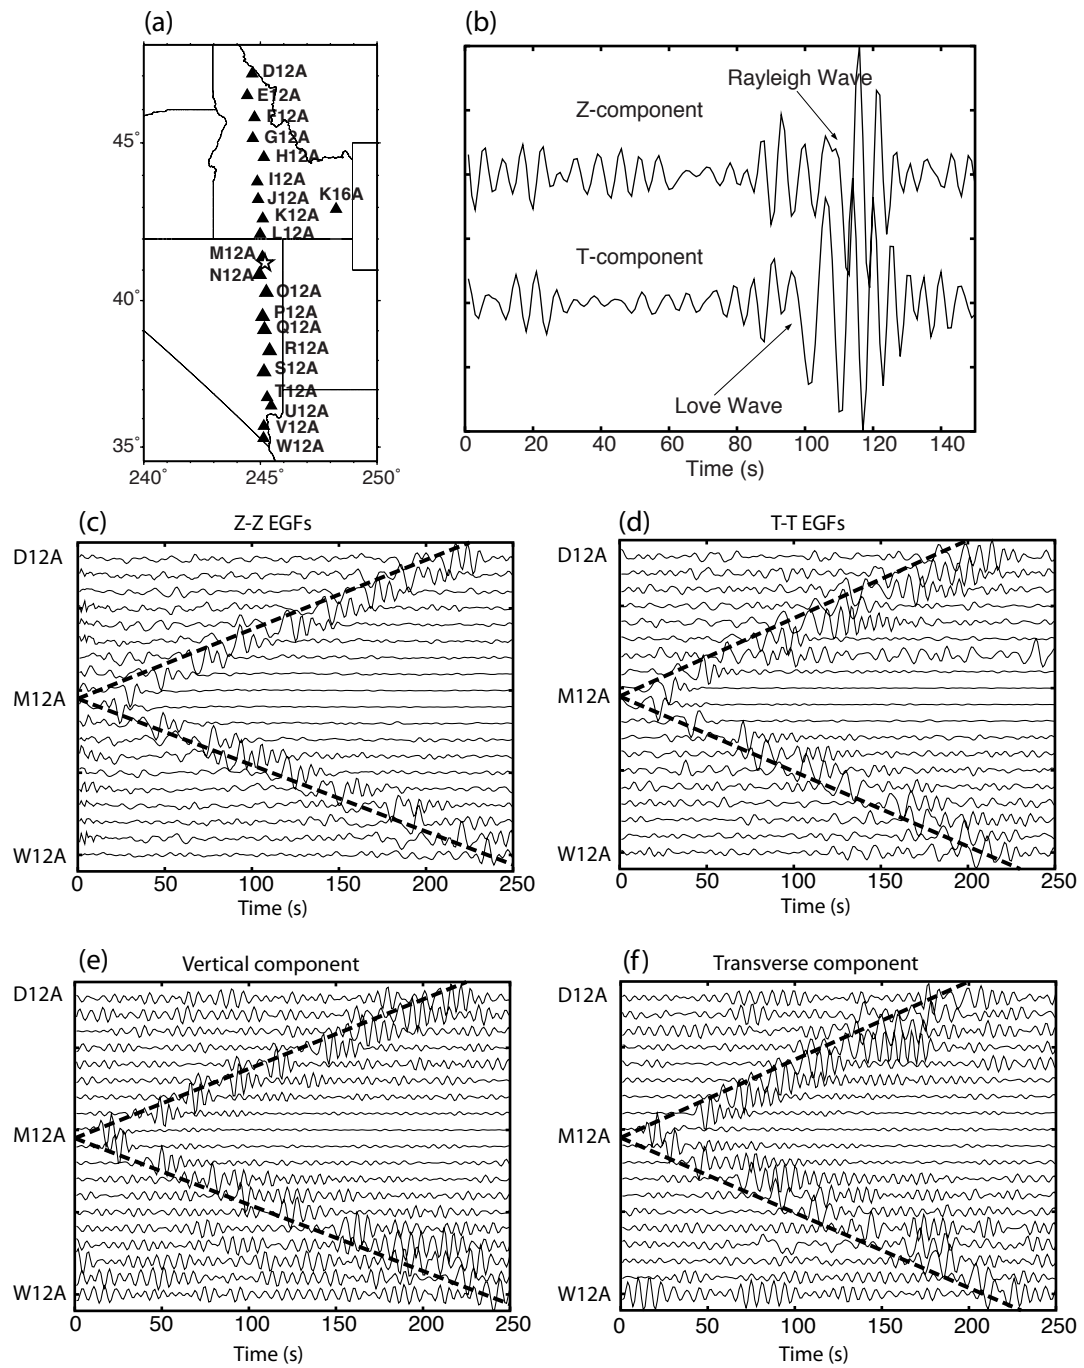 (a)
D12A
E12A
F12A
G12A
H12A
I12A
J12A
K16A
K12A
L12A
M12A
N12A
O12A
P12A
Q12A
R12A
S12A
T12A
U12A
V12A
W12A
45˚
40˚
35˚
240˚ 245˚ 250˚
(b)
Rayleigh Wave
Z-component
T-component
Love Wave
0 20 40 60 80 100 120 140
Time (s)
(c) Z-Z EGFs
D12A
M12A
W12A
0 50 100 150 200 250
Time (s)
(d) T-T EGFs
D12A
M12A
W12A
0 50 100 150 200 250
Time (s)
(e) Vertical component
D12A
M12A
W12A
0 50 100 150 200 250
Time (s)
(f) Transverse component
D12A
M12A
W12A
0 50 100 150 200 250
Time (s)